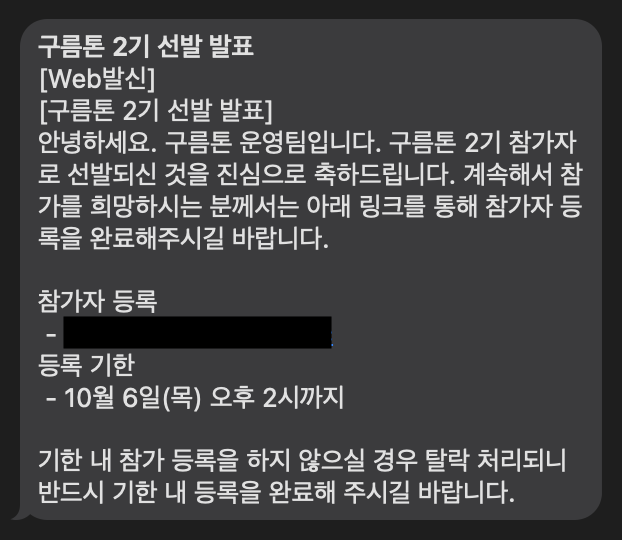 구름톤 2기 선발 발표
[Web발신]
[구름톤 2기 선발 발표]
안녕하세요. 구름톤 운영팀입니다. 구름톤 2기 참가자
로 선발되신 것을 진심으로 축하드립니다. 계속해서 참
가를 희망하시는 분께서는 아래 링크를 통해 참가자 등
록을 완료해주시길 바랍니다.
참가자 등록
-
등록 기한
- 10월 6일(목) 오후 2시까지
기한 내 참가 등록을 하지 않으실 경우 탈락 처리되니
반드시 기한 내 등록을 완료해 주시길 바랍니다.